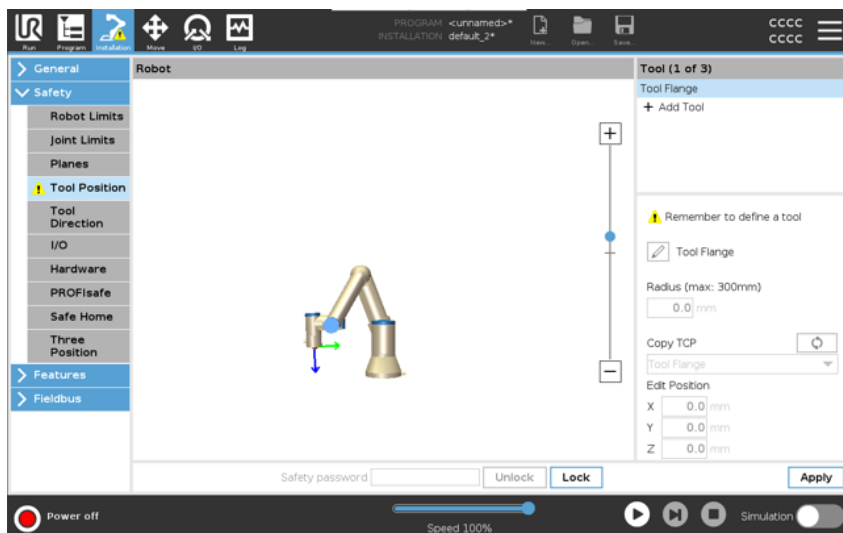 UR
PROGRAM <unnamed>*
INSTALLATION default_2*
CCCC
CCCC
Run
Program
Installation
Move
I/O
Log
New...
Open...
Save...
General
Safety
Robot Limits
Joint Limits
Planes
Tool Position
Tool
Direction
I/O
Hardware
PROFIsafe
Safe Home
Three
Position
Features
Fieldbus
Robot
+
−
Tool (1 of 3)
Tool Flange
+ Add Tool
Remember to define a tool
Tool Flange
Radius (max: 300mm)
0.0 mm
Copy TCP
Tool Flange
Edit Position
X 0.0 mm
Y 0.0 mm
Z 0.0 mm
Safety password
Unlock
Lock
Apply
Power off
Speed 100%
Simulation